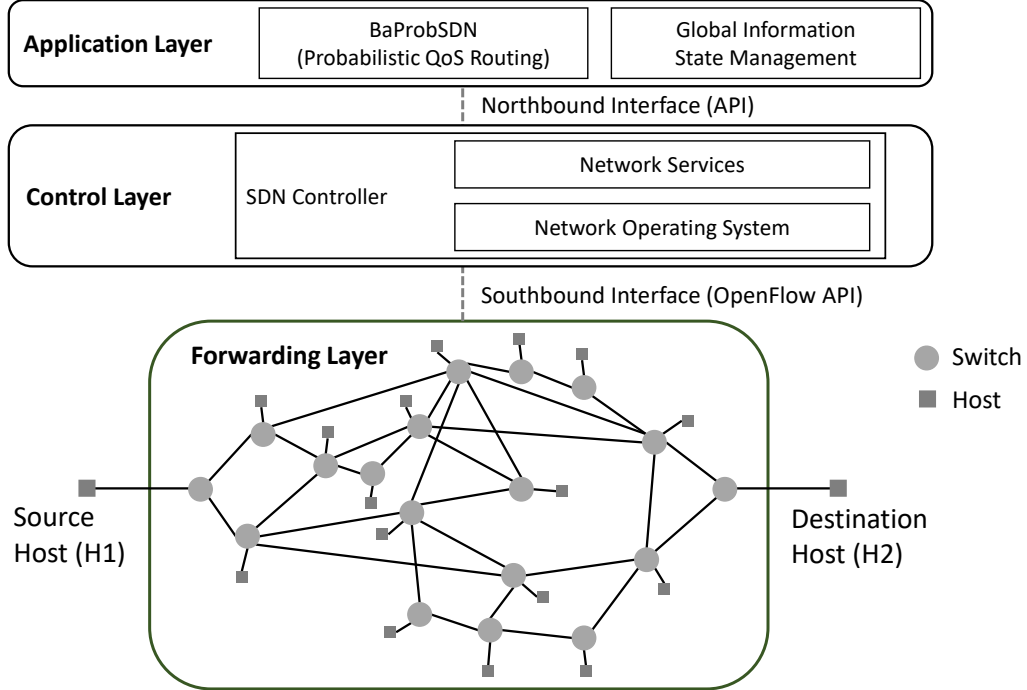 Application Layer
BaProbSDN
(Probabilistic QoS Routing)
Global Information
State Management
Northbound Interface (API)
Control Layer
SDN Controller
Network Services
Network Operating System
Southbound Interface (OpenFlow API)
Forwarding Layer
Switch
Host
Source
Host (H1)
Destination
Host (H2)